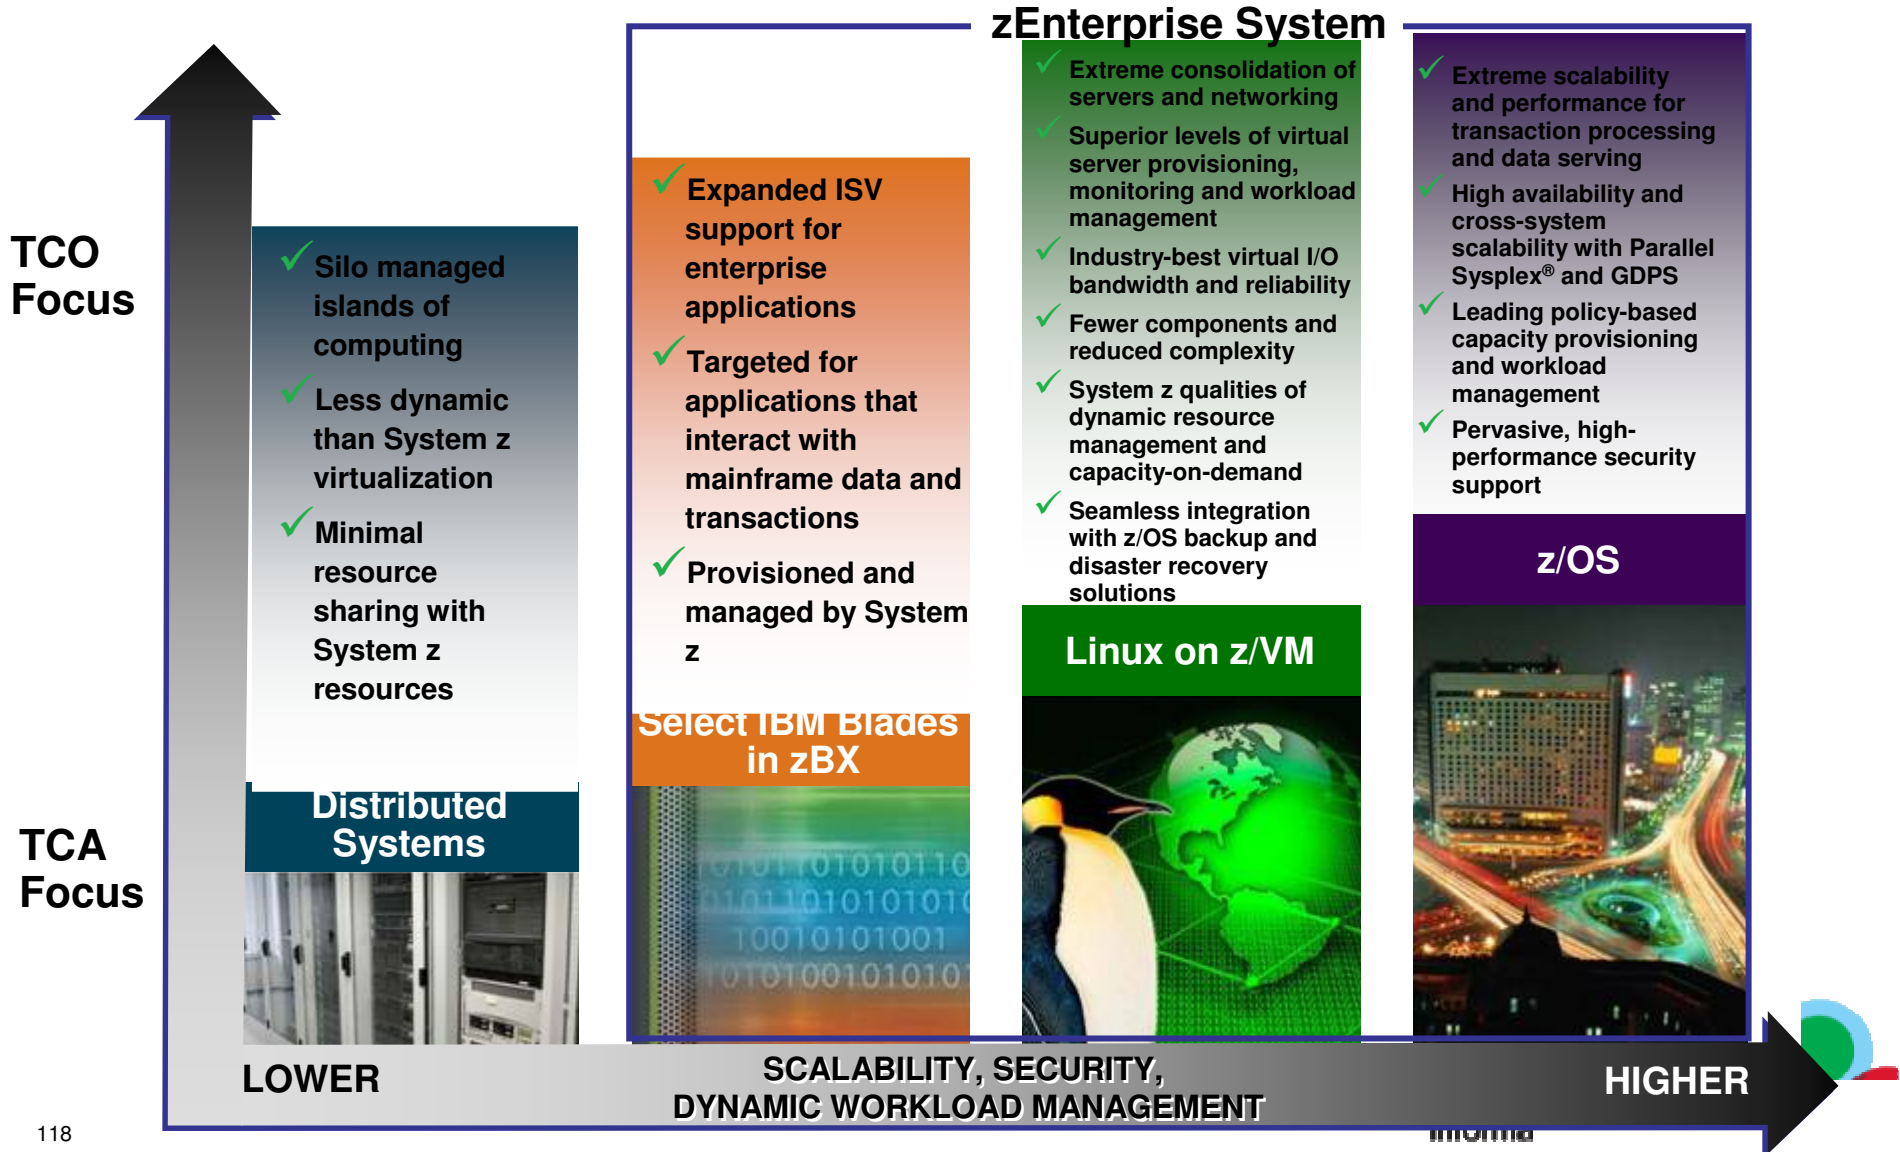 zEnterprise System
TCO
Focus
TCA
Focus
Silo managed
islands of
computing
Less dynamic
than System z
virtualization
Minimal
resource
sharing with
System z
resources
Distributed
Systems
Expanded ISV
support for
enterprise
applications
Targeted for
applications that
interact with
mainframe data and
transactions
Provisioned and
managed by System
z
Select IBM Blades
in zBX
10010101001
Extreme consolidation of
servers and networking
Superior levels of virtual
server provisioning,
monitoring and workload
management
Industry-best virtual I/O
bandwidth and reliability
Fewer components and
reduced complexity
System z qualities of
dynamic resource
management and
capacity-on-demand
Seamless integration
with z/OS backup and
disaster recovery
solutions
Linux on z/VM
Extreme scalability
and performance for
transaction processing
and data serving
High availability and
cross-system
scalability with Parallel
Sysplex® and GDPS
Leading policy-based
capacity provisioning
and workload
management
Pervasive, high-
performance security
support
z/OS
LOWER
SCALABILITY, SECURITY,
DYNAMIC WORKLOAD MANAGEMENT
HIGHER
118